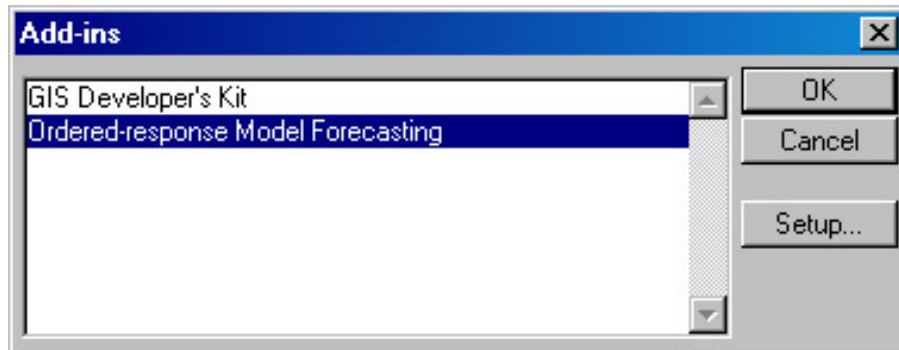 Add-ins
GIS Developer's Kit
Ordered-response Model Forecasting
OK
Cancel
Setup...